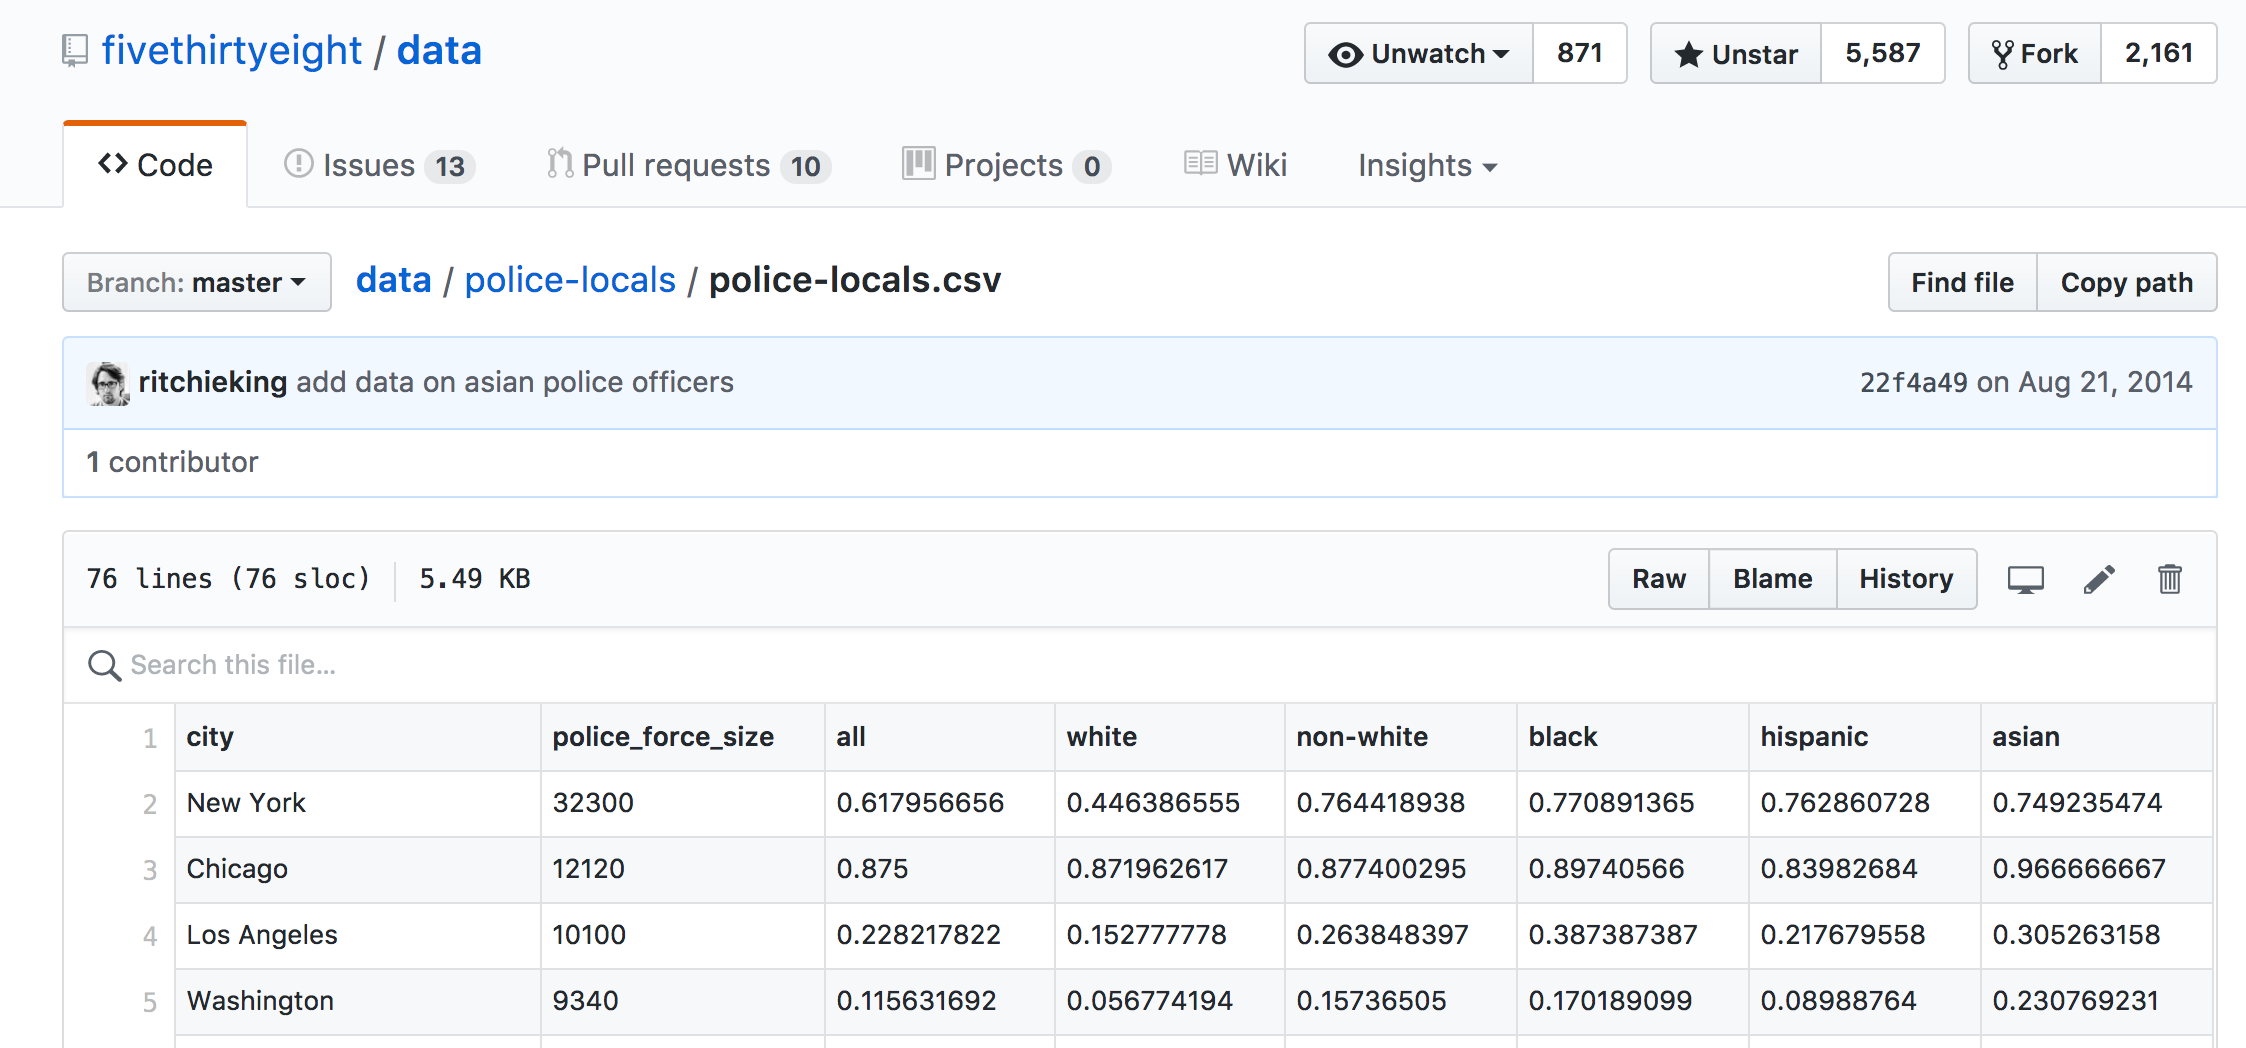 fivethirtyeight / data Unwatch 871 Unstar 5,587 Fork 2,161
Code Issues 13 Pull requests 10 Projects 0 Wiki Insights
Branch: master data / police-locals / police-locals.csv Find file Copy path
ritchieking add data on asian police officers 22f4a49 on Aug 21, 2014
1 contributor
76 lines (76 sloc) 5.49 KB Raw Blame History
Search this file...
1 city police_force_size all white non-white black hispanic asian
2 New York 32300 0.617956656 0.446386555 0.764418938 0.770891365 0.762860728 0.749235474
3 Chicago 12120 0.875 0.871962617 0.877400295 0.89740566 0.83982684 0.966666667
4 Los Angeles 10100 0.228217822 0.152777778 0.263848397 0.387387387 0.217679558 0.305263158
5 Washington 9340 0.115631692 0.056774194 0.15736505 0.170189099 0.08988764 0.230769231